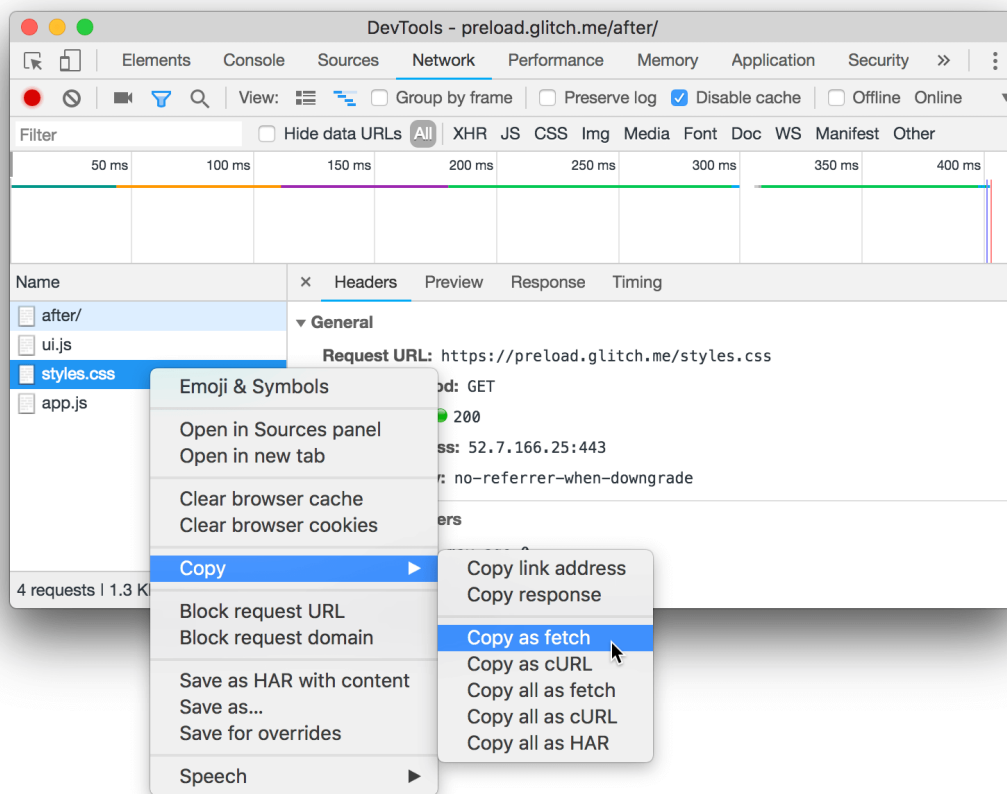 DevTools - preload.glitch.me/after/
Elements Console Sources Network Performance Memory Application Security »
View: Group by frame Preserve log Disable cache Offline Online
Filter Hide data URLs All XHR JS CSS Img Media Font Doc WS Manifest Other
50 ms 100 ms 150 ms 200 ms 250 ms 300 ms 350 ms 400 ms
Name × Headers Preview Response Timing
after/
ui.js
styles.css
app.js
General
Request URL: https://preload.glitch.me/styles.css
od: GET
200
ss: 52.7.166.25:443
no-referrer-when-downgrade
ers
4 requests | 1.3 K
Emoji & Symbols
Open in Sources panel
Open in new tab
Clear browser cache
Clear browser cookies
Copy
Block request URL
Block request domain
Save as HAR with content
Save as...
Save for overrides
Speech
Copy link address
Copy response
Copy as fetch
Copy as cURL
Copy all as fetch
Copy all as cURL
Copy all as HAR